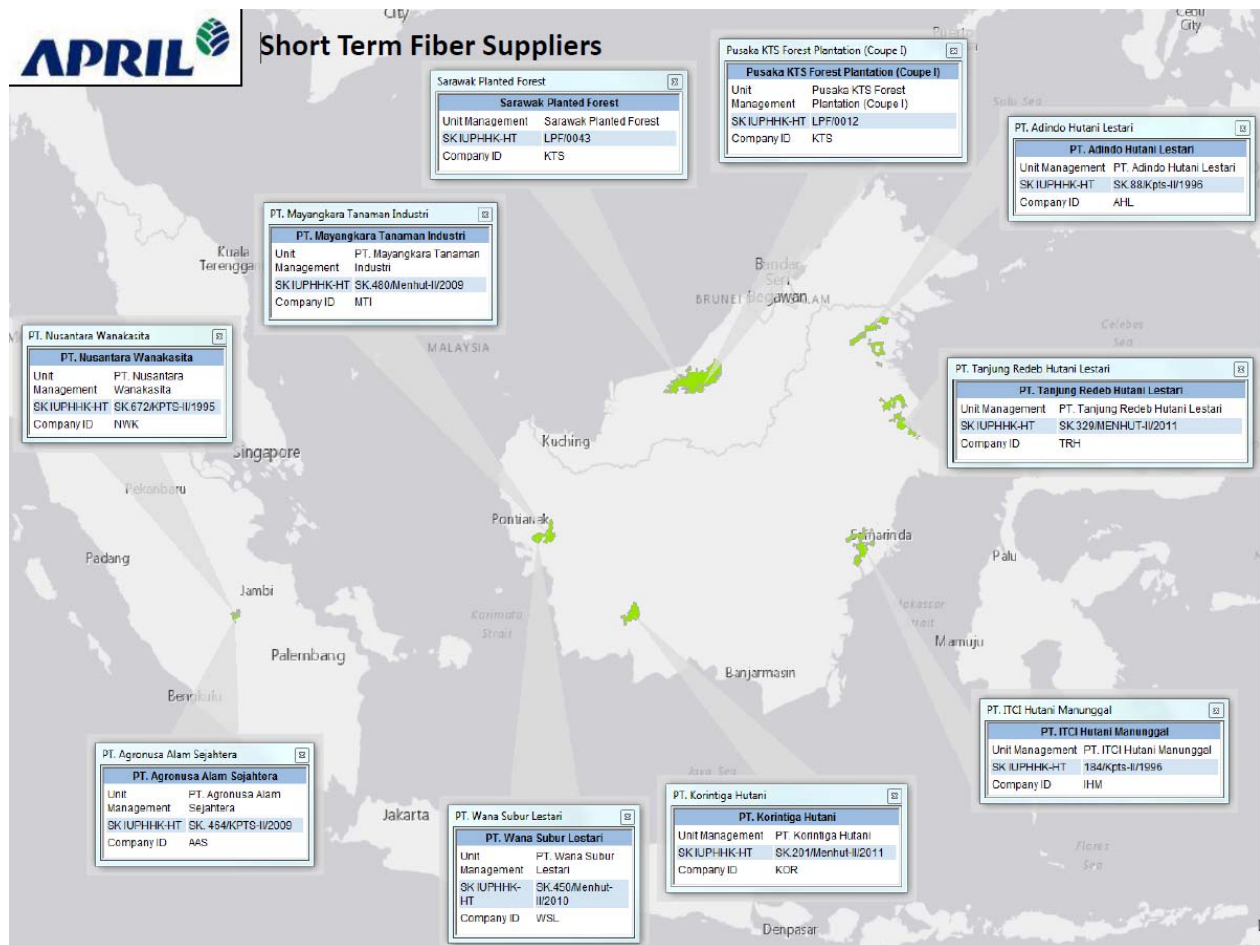 City
Cebu
City
APRIL
Short Term Fiber Suppliers
Sarawak Planted Forest
Sarawak Planted Forest
Unit Management Sarawak Planted Forest
SK IUPHHK-HT LPF/0043
Company ID KTS
Pusaka KTS Forest Plantation (Coupe I)
Pusaka KTS Forest Plantation (Coupe I)
Unit Pusaka KTS Forest
Management Plantation (Coupe I)
SK IUPHHK-HT LPF/0012
Company ID KTS
Sulu Sea
PT. Adindo Hutani Lestari
PT. Adindo Hutani Lestari
Unit Management PT. Adindo Hutani Lestari
SK IUPHHK-HT SK.88/Kpts-II/1996
Company ID AHL
PT. Mayangkara Tanaman Industri
PT. Mayangkara Tanaman Industri
Unit PT. Mayangkara Tanaman
Management Industri
SK IUPHHK-HT SK.480/Menhut-II/2009
Company ID MTI
Kuala
Terenggan
Bandar
Seri
Begawan
BRUNEI
MALAYSIA
Celebes
Sea
PT. Nusantara Wanakasita
PT. Nusantara Wanakasita
Unit PT. Nusantara
Management Wanakasita
SK IUPHHK-HT SK.672/KPTS-II/1995
Company ID NWK
PT. Tanjung Redeb Hutani Lestari
PT. Tanjung Redeb Hutani Lestari
Unit Management PT. Tanjung Redeb Hutani Lestari
SK IUPHHK-HT SK.329/MENHUT-II/2011
Company ID TRH
Kuching
Singapore
Pekanbaru
Pontianak
Samarinda
Padang
Palu
Jambi
Karimata
Strait
Makassar
Strait
Mamuju
Palembang
Banjarmasin
Bengkulu
PT. ITCI Hutani Manunggal
PT. ITCI Hutani Manunggal
Unit Management PT. ITCI Hutani Manunggal
SK IUPHHK-HT 184/Kpts-II/1996
Company ID IHM
PT. Agronusa Alam Sejahtera
PT. Agronusa Alam Sejahtera
Unit PT. Agronusa Alam
Management Sejahtera
SK IUPHHK-HT SK. 464/KPTS-II/2009
Company ID AAS
Java Sea
Jakarta
PT. Wana Subur Lestari
PT. Wana Subur Lestari
Unit PT. Wana Subur
Management Lestari
SK IUPHHK- SK.450/Menhut-
HT II/2010
Company ID WSL
PT. Korintiga Hutani
PT. Korintiga Hutani
Unit Management PT. Korintiga Hutani
SK IUPHHK-HT SK.201/Menhut-II/2011
Company ID KOR
Flores
Sea
Denpasar